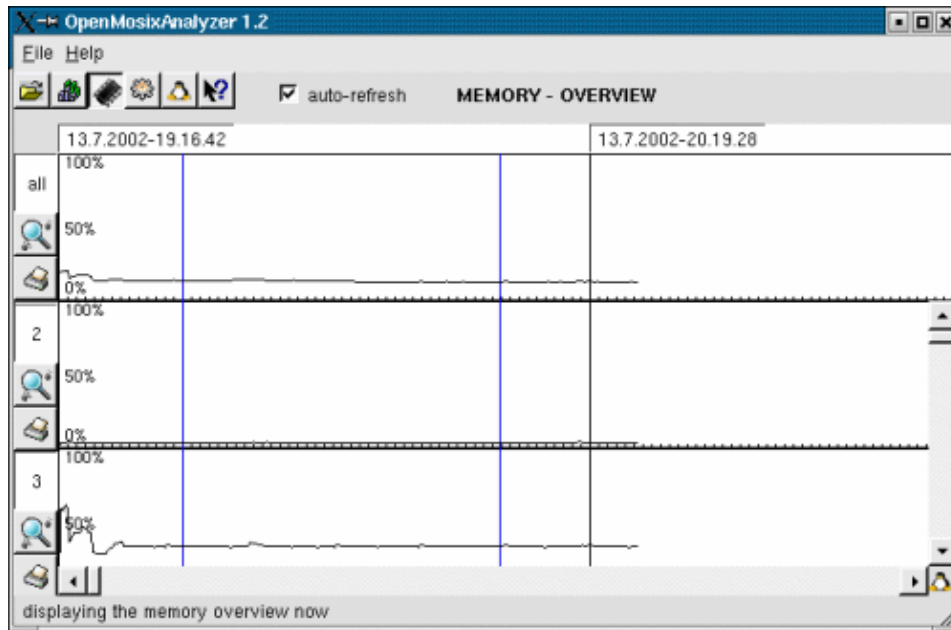 OpenMosixAnalyzer 1.2
File Help
auto-refresh MEMORY - OVERVIEW
13.7.2002-19.16.42 13.7.2002-20.19.28
all
100%
50%
0%
2
100%
50%
0%
3
100%
50%
displaying the memory overview now